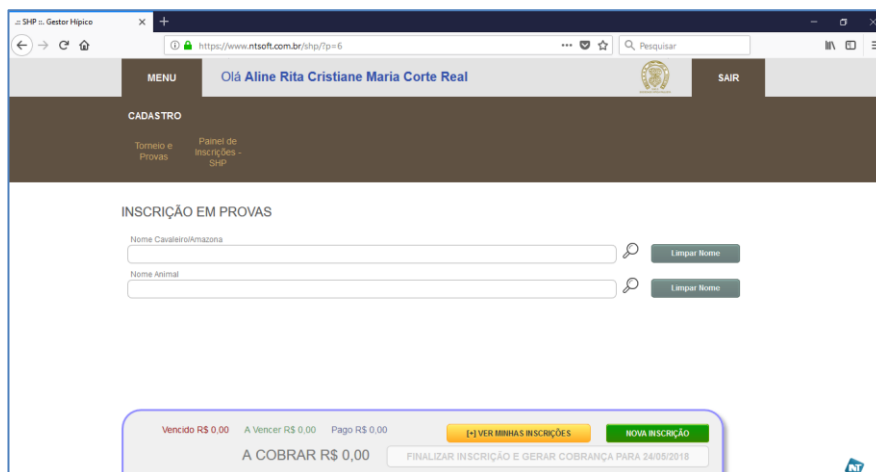 .:: SHP ::. Gestor Hípico
https://www.ntsoft.com.br/shp/?p=6
Pesquisar
MENU
Olá Aline Rita Cristiane Maria Corte Real
SAIR
CADASTRO
Torneio e
Provas
Painel de
Inscrições -
SHP
INSCRIÇÃO EM PROVAS
Nome Cavaleiro/Amazona
Limpar Nome
Nome Animal
Limpar Nome
Vencido R$ 0,00 A Vencer R$ 0,00 Pago R$ 0,00
[+] VER MINHAS INSCRIÇÕES
NOVA INSCRIÇÃO
A COBRAR R$ 0,00
FINALIZAR INSCRIÇÃO E GERAR COBRANÇA PARA 24/05/2018
NT